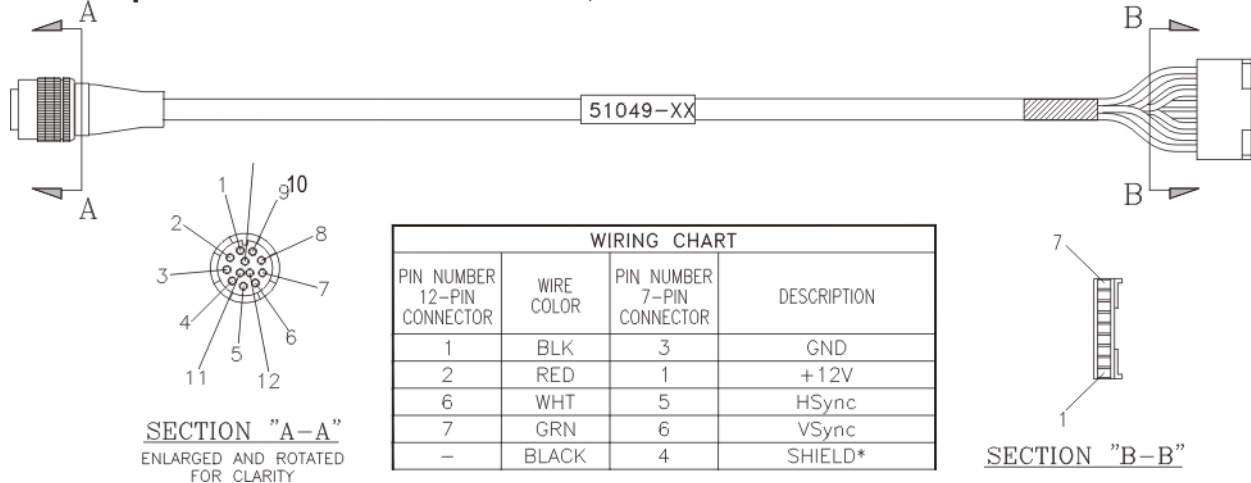 A
B
51049-XX
A
B
1
9
10
2
8
3
7
4
6
5
11
12
SECTION "A-A"
ENLARGED AND ROTATED
FOR CLARITY
WIRING CHART
PIN NUMBER 12-PIN CONNECTOR WIRE COLOR PIN NUMBER 7-PIN CONNECTOR DESCRIPTION
1 BLK 3 GND
2 RED 1 +12V
6 WHT 5 HSync
7 GRN 6 VSync
- BLACK 4 SHIELD*
7
1
SECTION "B-B"